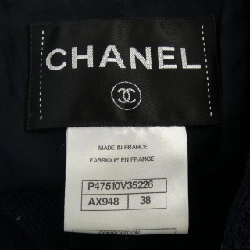 CHANEL
MADE IN FRANCE
FABRIQUE EN FRANCE
P47510V35226
AX948 38